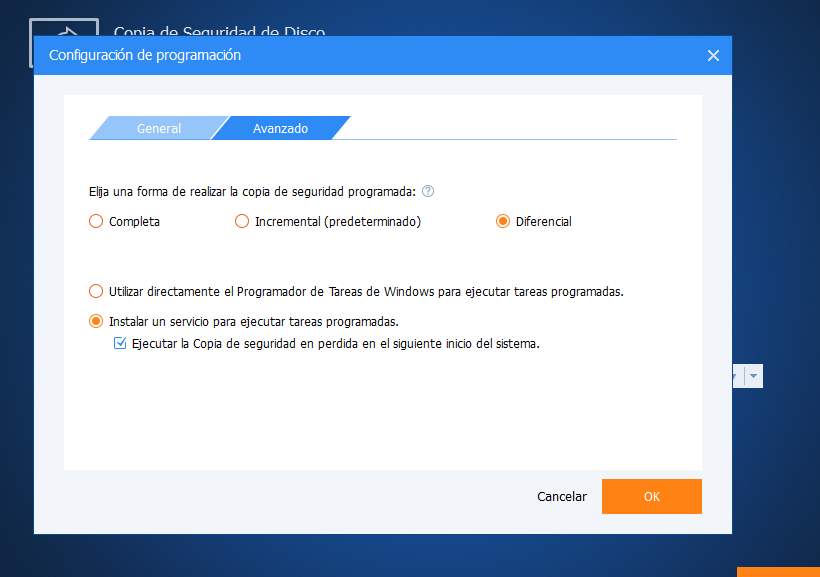 Copia de Seguridad de Disco
Configuración de programación
General
Avanzado
Elija una forma de realizar la copia de seguridad programada:
Completa
Incremental (predeterminado)
Diferencial
Utilizar directamente el Programador de Tareas de Windows para ejecutar tareas programadas.
Instalar un servicio para ejecutar tareas programadas.
Ejecutar la Copia de seguridad en perdida en el siguiente inicio del sistema.
Cancelar
OK